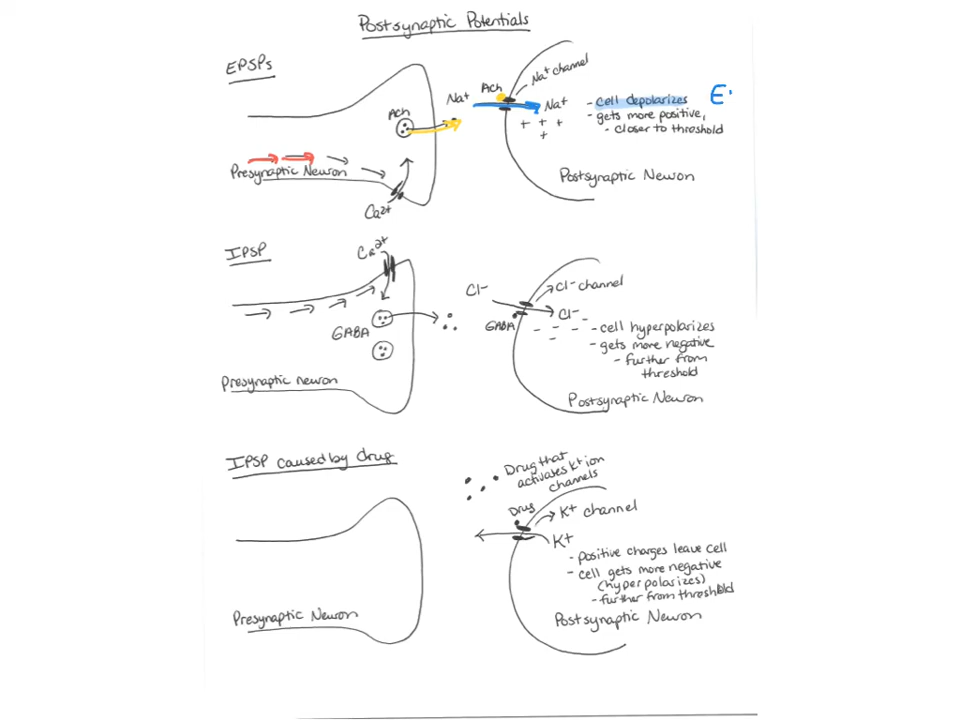 Postsynaptic Potentials
EPSPs
Ach
Na+
Ach
Na+ channel
Na+
+ + +
+
- cell depolarizes
- gets more positive,
- closer to threshold
E
Presynaptic Neuron
Ca2+
Postsynaptic Neuron
IPSP
Ca2+
GABA
Presynaptic neuron
Cl-
Cl- channel
Cl-
GABA
- cell hyperpolarizes
- gets more negative
- further from
threshold
Postsynaptic Neuron
IPSP caused by drug
Drug that
activates K+ ion
channels
Drug
K+ channel
K+
- positive charges leave cell
- cell gets more negative
(hyperpolarizes)
- further from threshold
Presynaptic Neuron
Postsynaptic Neuron